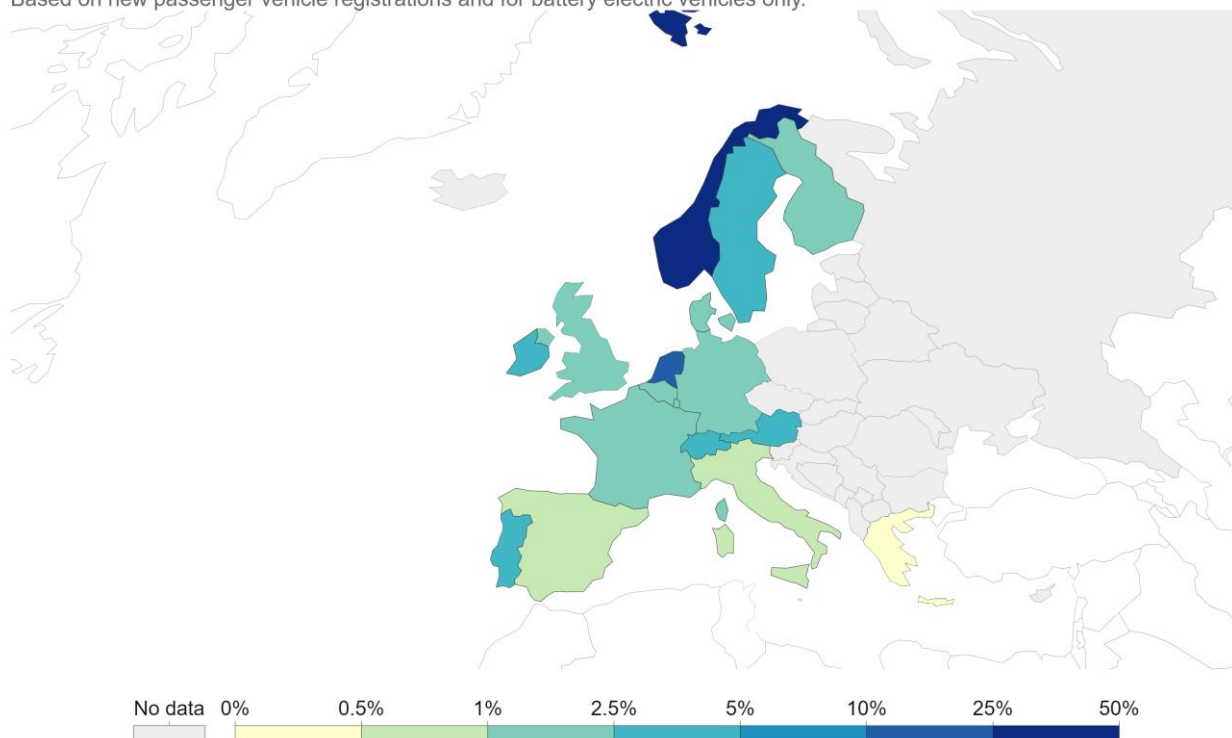 Based on new passenger vehicle registrations and for battery electric vehicles only.
No data 0% 0.5% 1% 2.5% 5% 10% 25% 50%